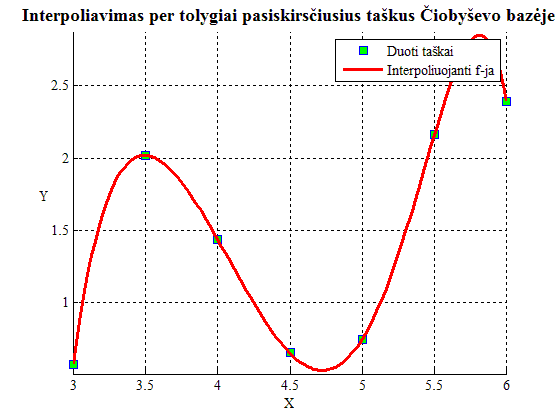 Interpoliavimas per tolygiai pasiskirsčiusius taškus Čiobyševo bazėje
Duoti taškai
Interpoliuojanti f-ja
2.5
2
Y
1.5
1
3 3.5 4 4.5 5 5.5 6
X